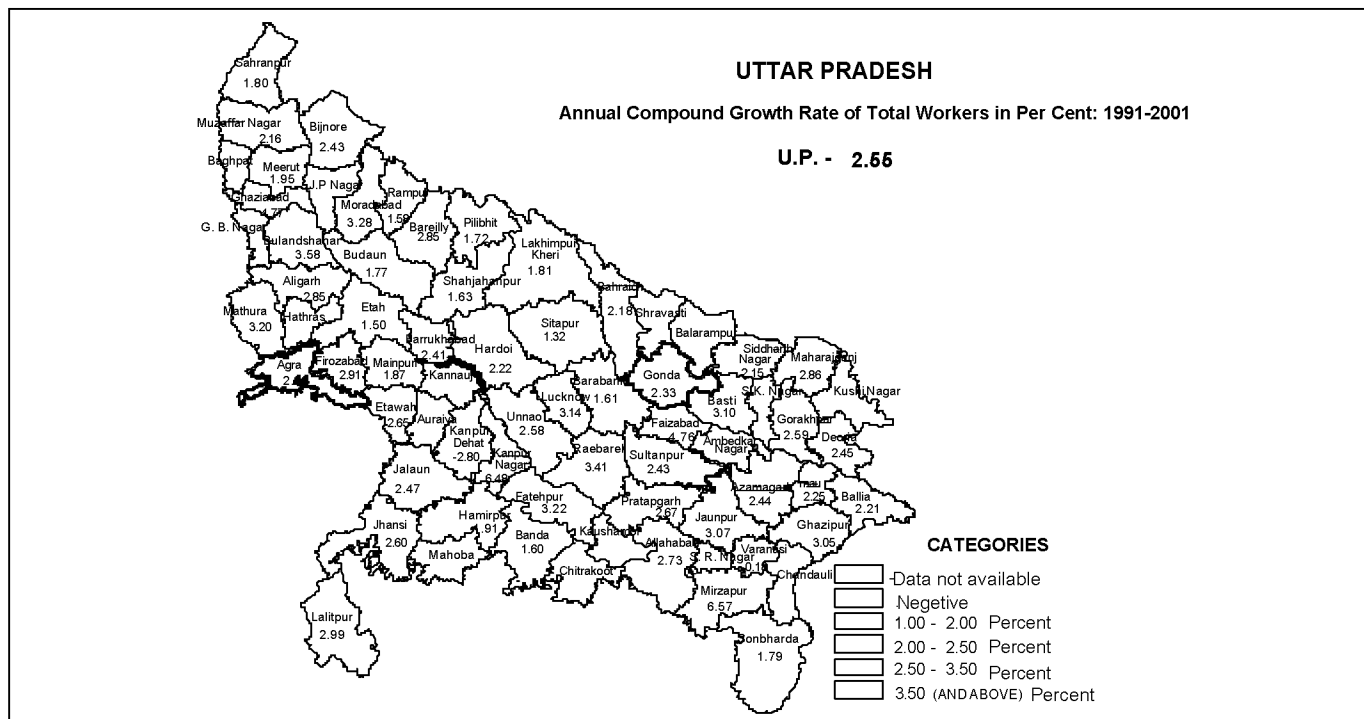 UTTAR PRADESH
Annual Compound Growth Rate of Total Workers in Per Cent: 1991-2001
U.P. - 2.55
Sahranpur
1.80
Muzaffar Nagar
2.16
Bijnore
2.43
Baghpat
Meerut
1.95
J.P Nagar
Ghaziabad
Moradabad
3.28
Rampur
1.58
Bareilly
2.85
Pilibhit
1.72
Lakhimpur
Kheri
1.81
G. B. Nagar
Bulandshahar
3.58
Budaun
1.77
Shahjahanpur
1.63
Bahraich
2.18
Shravasti
Balarampur
Aligarh
2.85
Mathura
3.20
Hathras
Etah
1.50
Farrukhabad
2.41
Hardoi
2.22
Sitapur
1.32
Siddharth
Nagar
2.15
Maharajganj
2.86
Kushi Nagar
Agra
Firozabad
2.91
Mainpuri
1.87
Kannauj
Gonda
2.33
Barabanki
1.61
Lucknow
3.14
Basti
3.10
S.K. Nagar
Gorakhpur
2.59
Deoria
2.45
Etawah
-2.65
Auraiya
Kanpur
Dehat
-2.80
Kanpur
Nagar
6.48
Unnao
2.58
Raebareli
3.41
Faizabad
4.76
Ambedkar
Nagar
Sultanpur
2.43
Jalaun
2.47
Azamagarh
2.44
mau
2.25
Ballia
2.21
Fatehpur
3.22
Pratapgarh
2.67
Jaunpur
3.07
Ghazipur
3.05
Jhansi
2.60
Hamirpur
1.91
Mahoba
Banda
1.60
Kaushambi
Chitrakoot
Allahabad
2.73
S. R. Nagar
Varanasi
0.19
Chandauli
Mirzapur
6.57
Lalitpur
2.99
Sonbharda
1.79
CATEGORIES
-Data not available
Negetive
1.00 - 2.00 Percent
2.00 - 2.50 Percent
2.50 - 3.50 Percent
3.50 (AND ABOVE) Percent